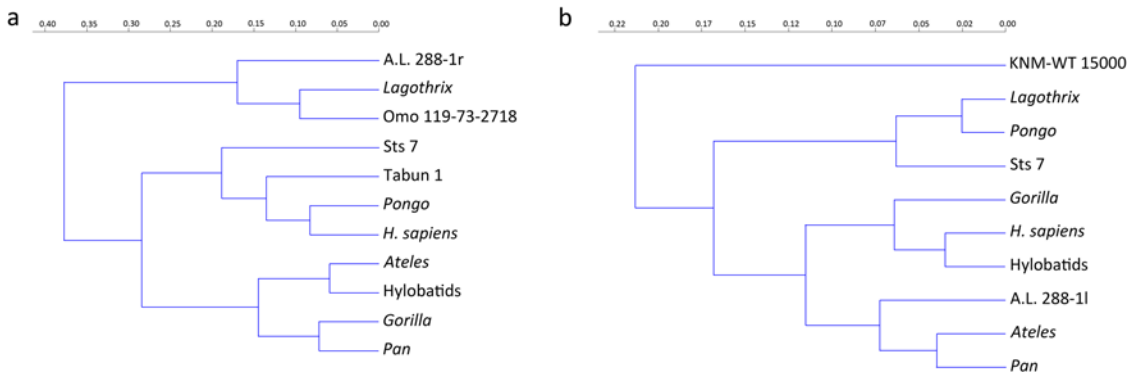 a
0.40 0.35 0.30 0.25 0.20 0.15 0.10 0.05 0.00
A.L. 288-1r
Lagothrix
Omo 119-73-2718
Sts 7
Tabun 1
Pongo
H. sapiens
Ateles
Hylobatids
Gorilla
Pan
b
0.22 0.20 0.17 0.15 0.12 0.10 0.07 0.05 0.02 0.00
KNM-WT 15000
Lagothrix
Pongo
Sts 7
Gorilla
H. sapiens
Hylobatids
A.L. 288-1l
Ateles
Pan